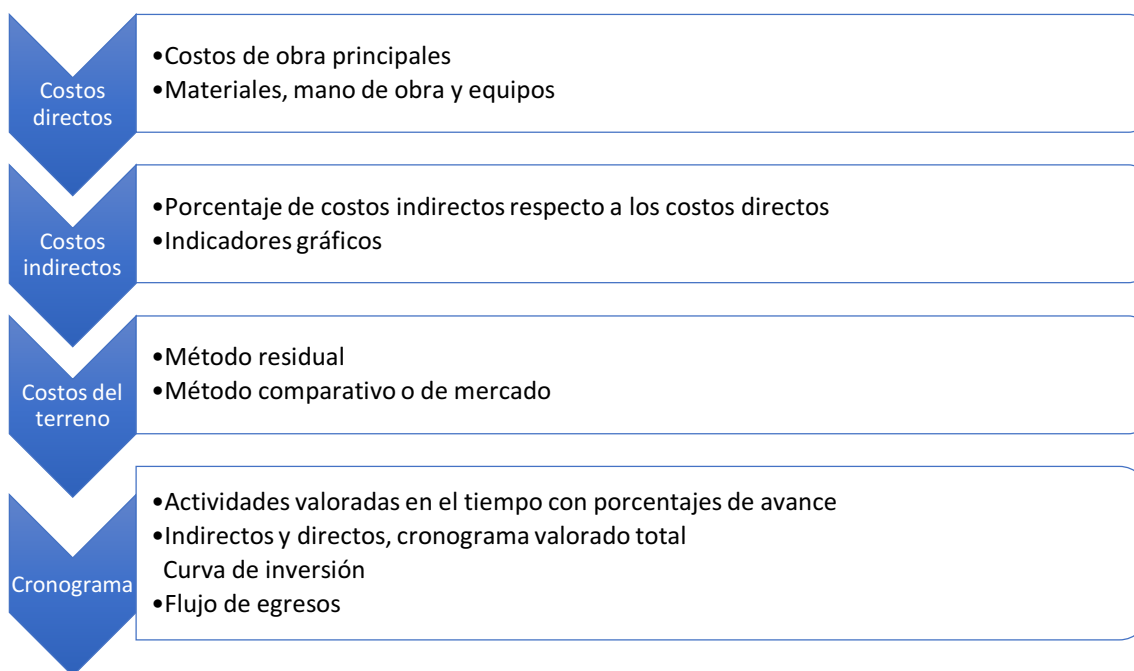 Costos
directos
•Costos de obra principales
•Materiales, mano de obra y equipos
Costos
indirectos
•Porcentaje de costos indirectos respecto a los costos directos
•Indicadores gráficos
Costos del
terreno
•Método residual
•Método comparativo o de mercado
Cronograma
•Actividades valoradas en el tiempo con porcentajes de avance
•Indirectos y directos, cronograma valorado total
Curva de inversión
•Flujo de egresos